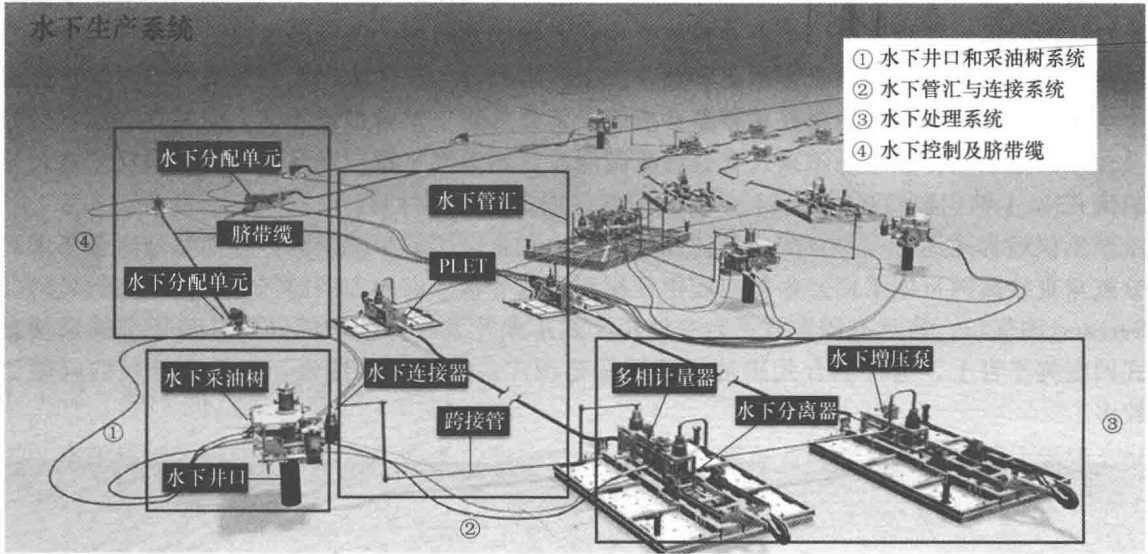 水下生产系统
① 水下井口和采油树系统
② 水下管汇与连接系统
③ 水下处理系统
④ 水下控制及脐带缆
水下分配单元
水下管汇
④
脐带缆
PLET
水下分配单元
水下采油树
水下连接器
多相计量器
水下增压泵
①
跨接管
水下分离器
③
水下井口
②